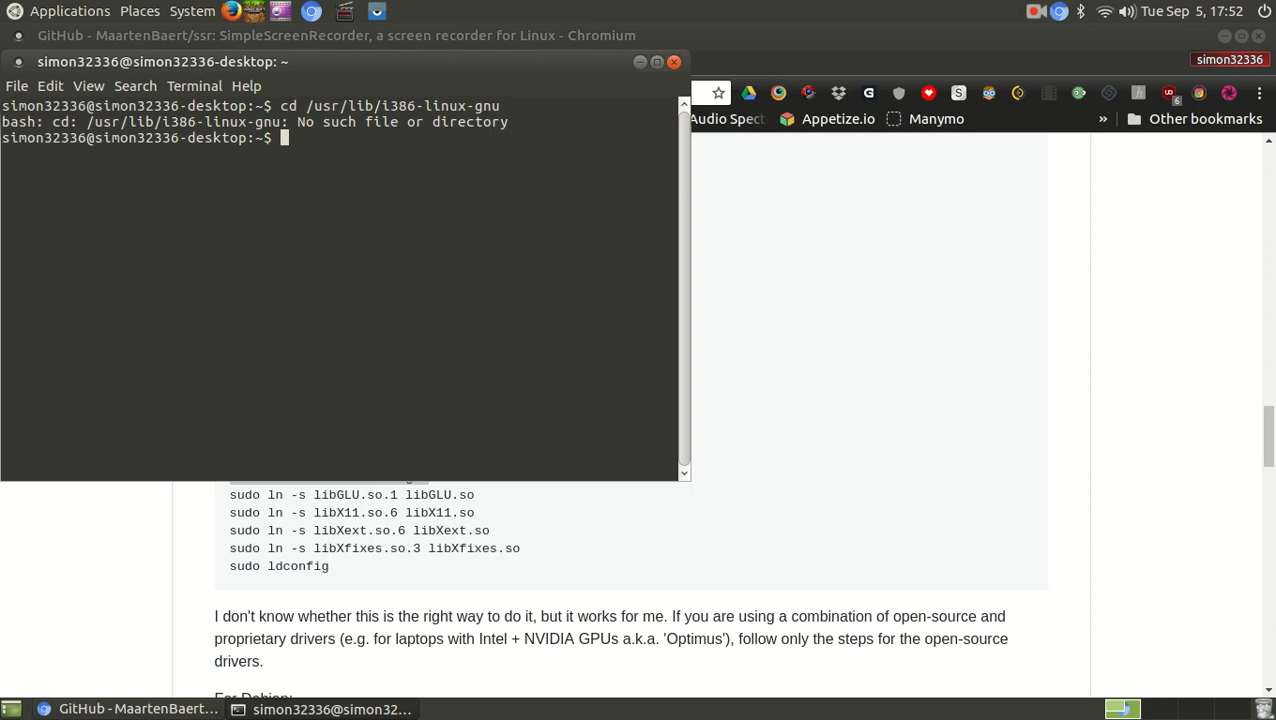 Applications Places System
Tue Sep 5, 17:52
GitHub - MaartenBaert/ssr: SimpleScreenRecorder, a screen recorder for Linux - Chromium
simon32336@simon32336-desktop: ~
simon32336
File Edit View Search Terminal Help
simon32336@simon32336-desktop:~$ cd /usr/lib/i386-linux-gnu
bash: cd: /usr/lib/i386-linux-gnu: No such file or directory
simon32336@simon32336-desktop:~$
G S h 6
Audio Spect Appetize.io Manymo » Other bookmarks
sudo ln -s libGLU.so.1 libGLU.so
sudo ln -s libX11.so.6 libX11.so
sudo ln -s libXext.so.6 libXext.so
sudo ln -s libXfixes.so.3 libXfixes.so
sudo ldconfig
I don't know whether this is the right way to do it, but it works for me. If you are using a combination of open-source and
proprietary drivers (e.g. for laptops with Intel + NVIDIA GPUs a.k.a. 'Optimus'), follow only the steps for the open-source
drivers.
For Debian:
GitHub - MaartenBaert... simon32336@simon32...